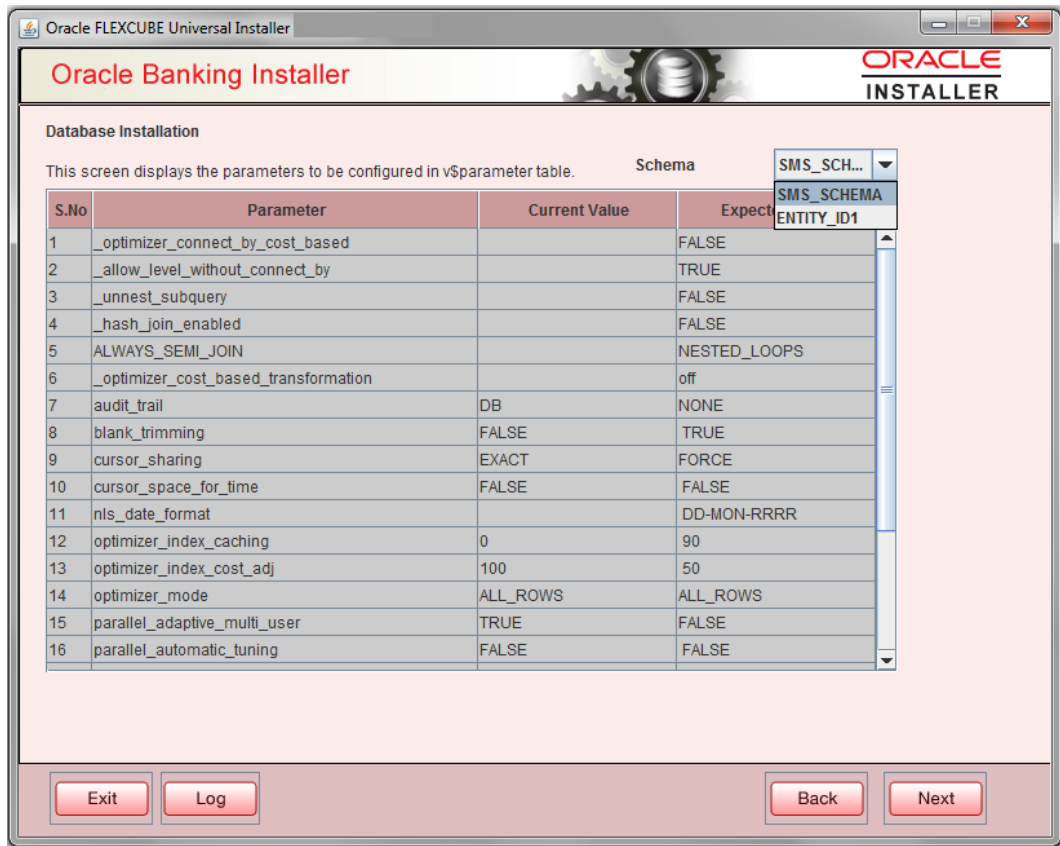 Oracle FLEXCUBE Universal Installer
Oracle Banking Installer
ORACLE
INSTALLER
Database Installation
This screen displays the parameters to be configured in v$parameter table.
Schema
SMS_SCH...
SMS_SCHEMA
ENTITY_ID1
S.No Parameter Current Value
1 _optimizer_connect_by_cost_based FALSE
2 _allow_level_without_connect_by TRUE
3 _unnest_subquery FALSE
4 _hash_join_enabled FALSE
5 ALWAYS_SEMI_JOIN NESTED_LOOPS
6 _optimizer_cost_based_transformation off
7 audit_trail DB NONE
8 blank_trimming FALSE TRUE
9 cursor_sharing EXACT FORCE
10 cursor_space_for_time FALSE FALSE
11 nls_date_format DD-MON-RRRR
12 optimizer_index_caching 0 90
13 optimizer_index_cost_adj 100 50
14 optimizer_mode ALL_ROWS ALL_ROWS
15 parallel_adaptive_multi_user TRUE FALSE
16 parallel_automatic_tuning FALSE FALSE
Exit Log Back Next